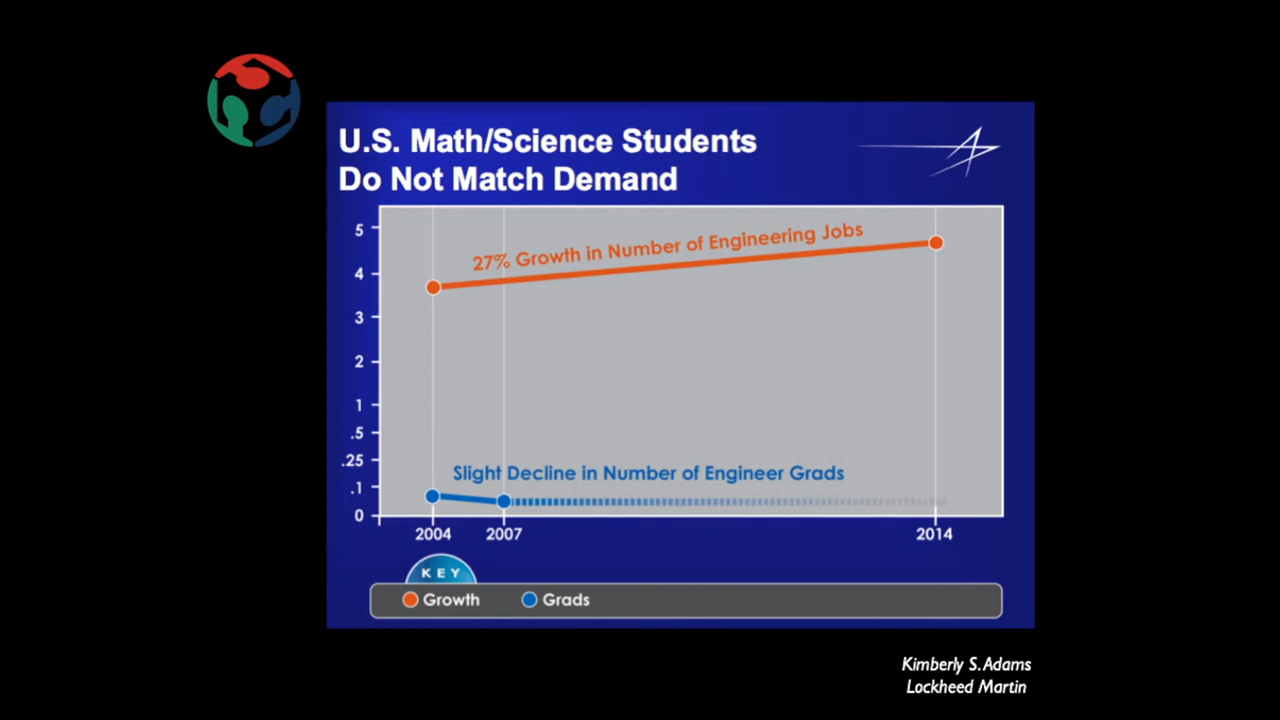 U.S. Math/Science Students
Do Not Match Demand
5
4
3
2
1
.5
.25
.1
0
27% Growth in Number of Engineering Jobs
Slight Decline in Number of Engineer Grads
2004 2007 2014
KEY
Growth Grads
Kimberly S. Adams
Lockheed Martin